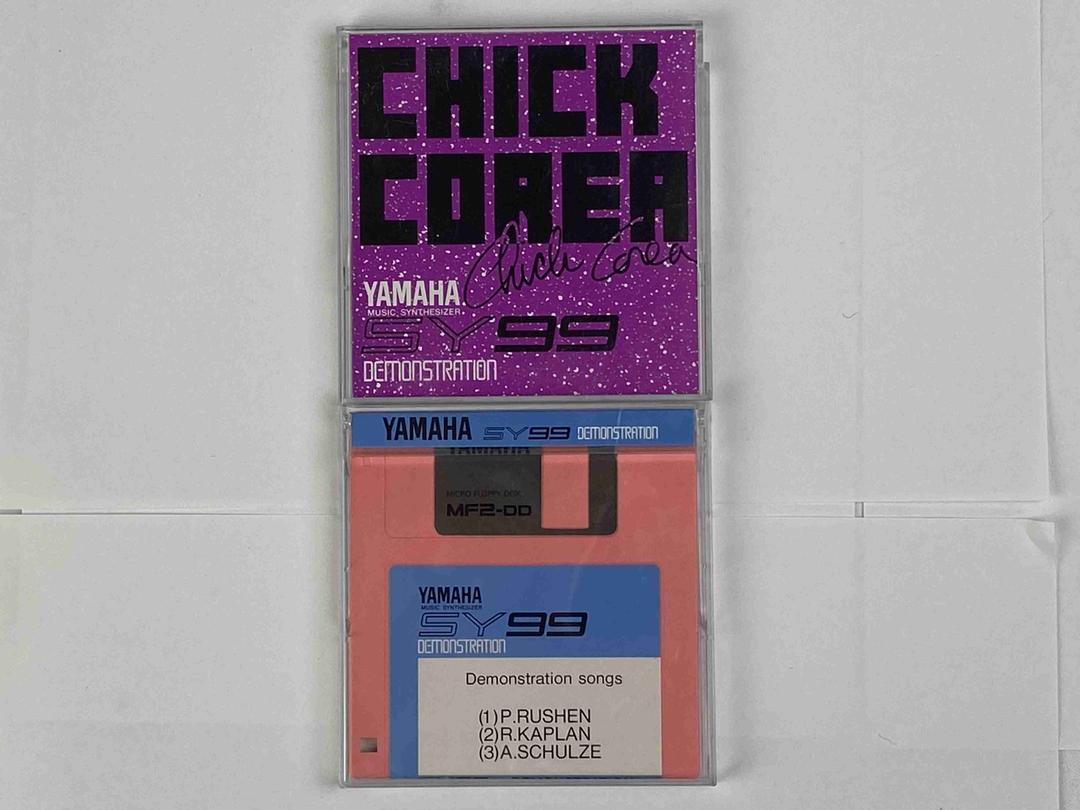 CHICK
COREA
Chick Corea
YAMAHA
MUSIC SYNTHESIZER
SY99
DEMONSTRATION
YAMAHA SY99 DEMONSTRATION
YAMAHA
MICRO FLOPPY DISK
MF2-DD
YAMAHA
MUSIC SYNTHESIZER
SY99
DEMONSTRATION
Demonstration songs
(1)P.RUSHEN
(2)R.KAPLAN
(3)A.SCHULZE